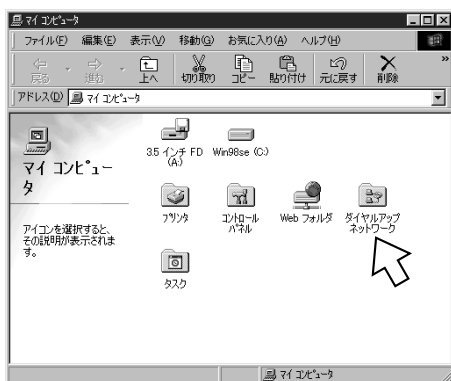 マイ コンピュータ
ファイル(F) 編集(E) 表示(V) 移動(G) お気に入り(A) ヘルプ(H)
戻る 進む 上へ 切り取り コピー 貼り付け 元に戻す 削除 »
アドレス(D) マイ コンピュータ
マイ コンピュー
タ
アイコンを選択すると、
その説明が表示されま
す。
3.5 インチ FD
(A:)
Win98se (C:)
プリンタ
コントロール
パネル
Web フォルダ
ダイヤルアップ
ネットワーク
タスク
マイ コンピュータ